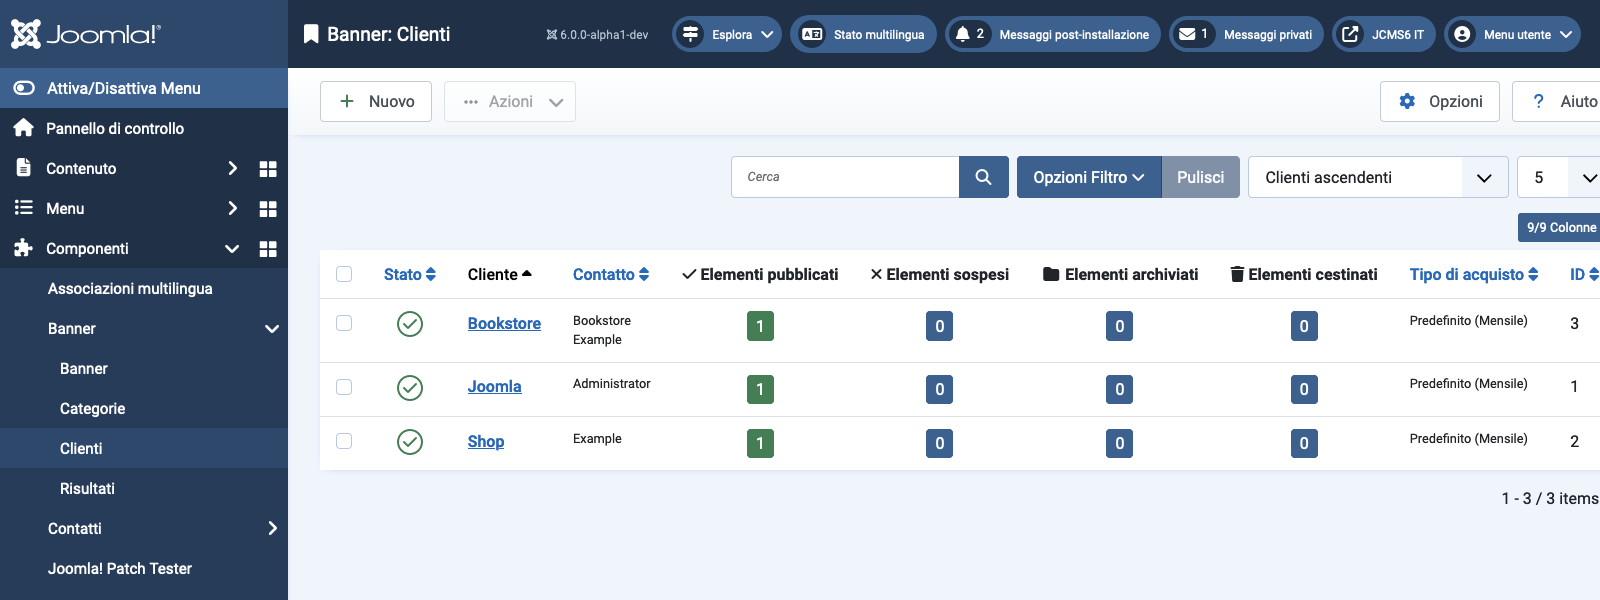 Joomla!
Banner: Clienti
6.0.0-alpha1-dev
Esplora
Stato multilingua
2 Messaggi post-installazione
1 Messaggi privati
JCMS6 IT
Menu utente
Attiva/Disattiva Menu
Pannello di controllo
Contenuto
Menu
Componenti
Associazioni multilingua
Banner
Banner
Categorie
Clienti
Risultati
Contatti
Joomla! Patch Tester
Nuovo
Azioni
Opzioni
? Aiuto
Cerca
Opzioni Filtro
Pulisci
Clienti ascendenti
5
9/9 Colonne
Stato Cliente Contatto Elementi pubblicati Elementi sospesi Elementi archiviati Elementi cestinati Tipo di acquisto ID
Bookstore Bookstore Example 1 0 0 0 Predefinito (Mensile) 3
Joomla Administrator 1 0 0 0 Predefinito (Mensile) 1
Shop Example 1 0 0 0 Predefinito (Mensile) 2
1 - 3 / 3 items